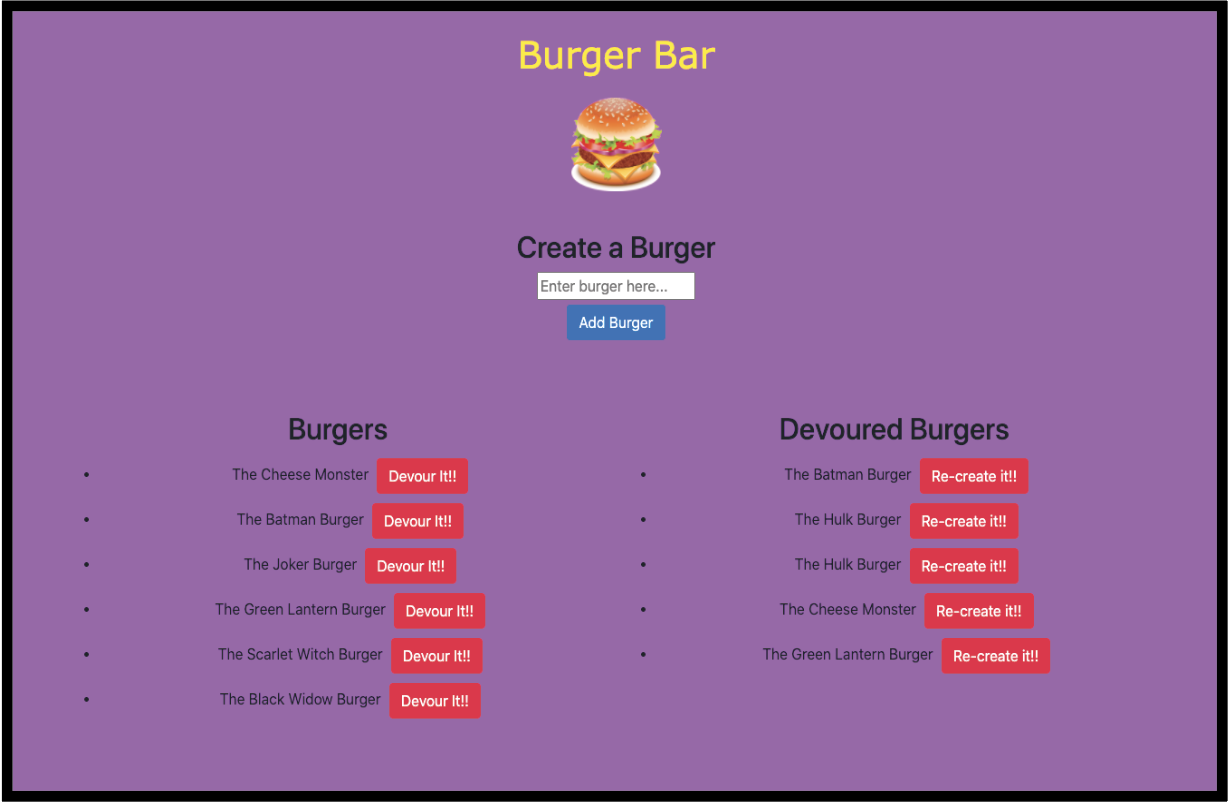 Burger Bar
Create a Burger
Enter burger here...
Add Burger
Burgers
The Cheese Monster Devour It!!
The Batman Burger Devour It!!
The Joker Burger Devour It!!
The Green Lantern Burger Devour It!!
The Scarlet Witch Burger Devour It!!
The Black Widow Burger Devour It!!
Devoured Burgers
The Batman Burger Re-create it!!
The Hulk Burger Re-create it!!
The Hulk Burger Re-create it!!
The Cheese Monster Re-create it!!
The Green Lantern Burger Re-create it!!